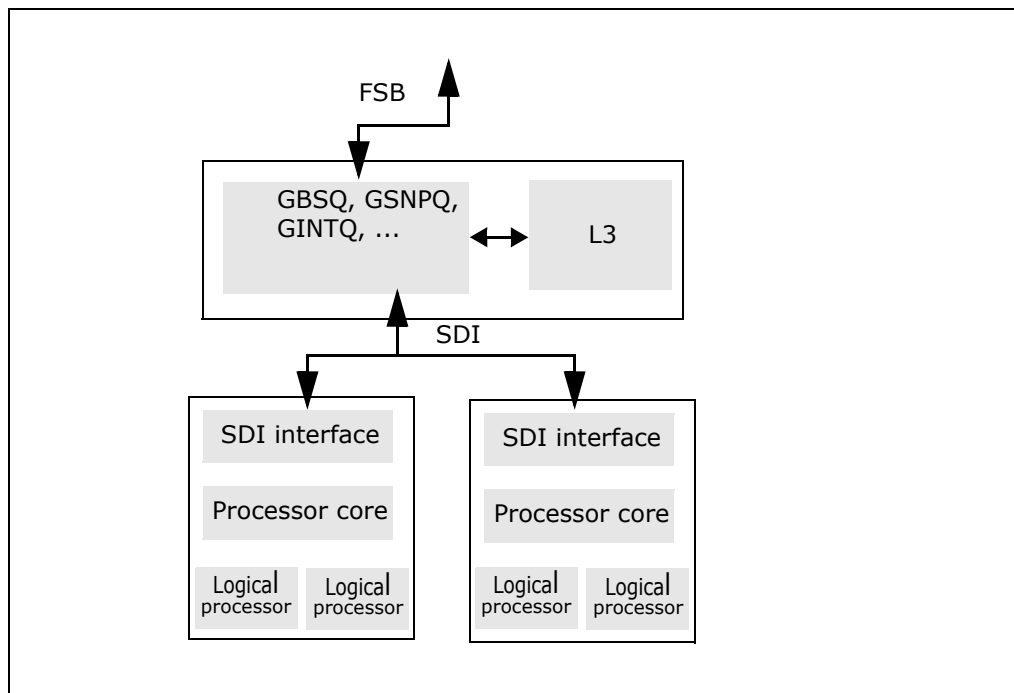 FSB
GBSQ, GSNPQ,
GINTQ, ...
L3
SDI
SDI interface
Processor core
Logical
processor
Logical
processor
SDI interface
Processor core
Logical
processor
Logical
processor